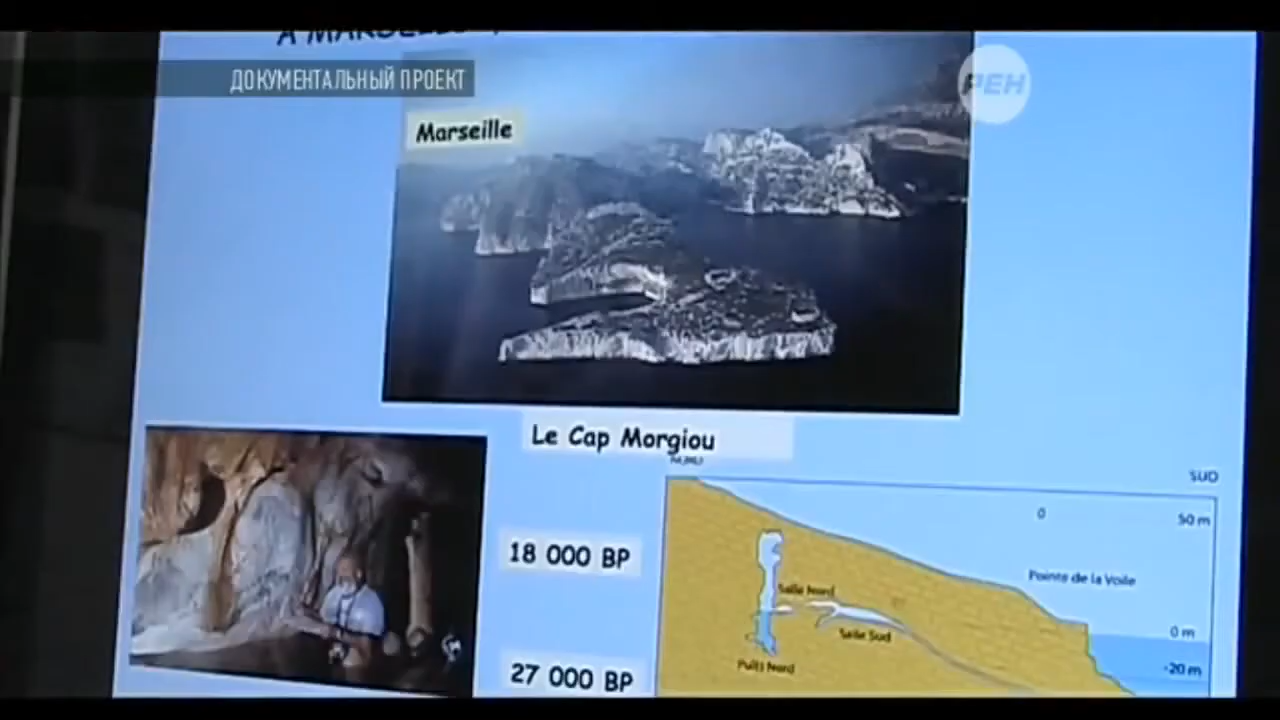 A MARSEILLE
ДОКУМЕНТАЛЬНЫЙ ПРОЕКТ
РЕН
Marseille
Le Cap Morgiou
SUD
0
50 m
18 000 BP
Pointe de la Voile
Salle Nord
Salle Sud
0 m
Puits Nord
-20 m
27 000 BP